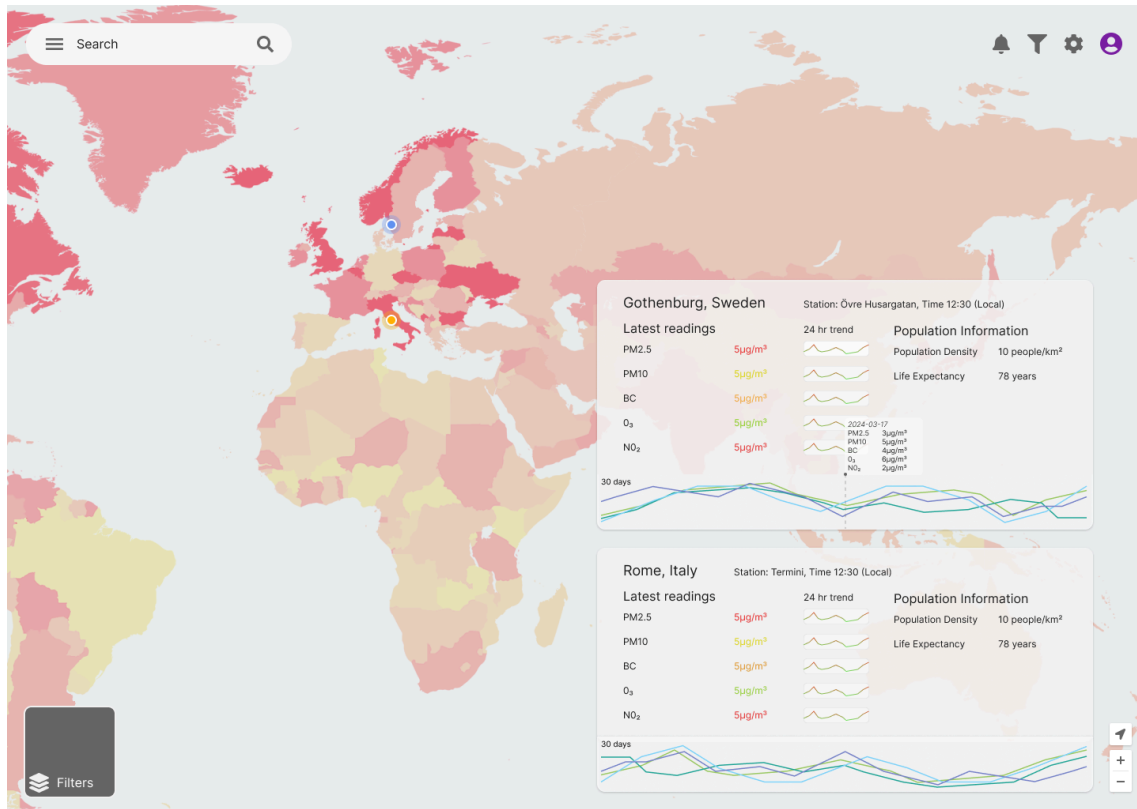 Search
Gothenburg, Sweden Station: Övre Husargatan, Time 12:30 (Local)
Latest readings 24 hr trend Population Information
PM2.5 5µg/m³ Population Density 10 people/km²
PM10 5µg/m³ Life Expectancy 78 years
BC 5µg/m³
0₃ 5µg/m³
N0₂ 5µg/m³
2024-03-17
PM2.5 3µg/m³
PM10 5µg/m³
BC 4µg/m³
0₃ 6µg/m³
N0₂ 2µg/m³
30 days
Rome, Italy Station: Termini, Time 12:30 (Local)
Latest readings 24 hr trend Population Information
PM2.5 5µg/m³ Population Density 10 people/km²
PM10 5µg/m³ Life Expectancy 78 years
BC 5µg/m³
0₃ 5µg/m³
N0₂ 5µg/m³
30 days
Filters
+
−